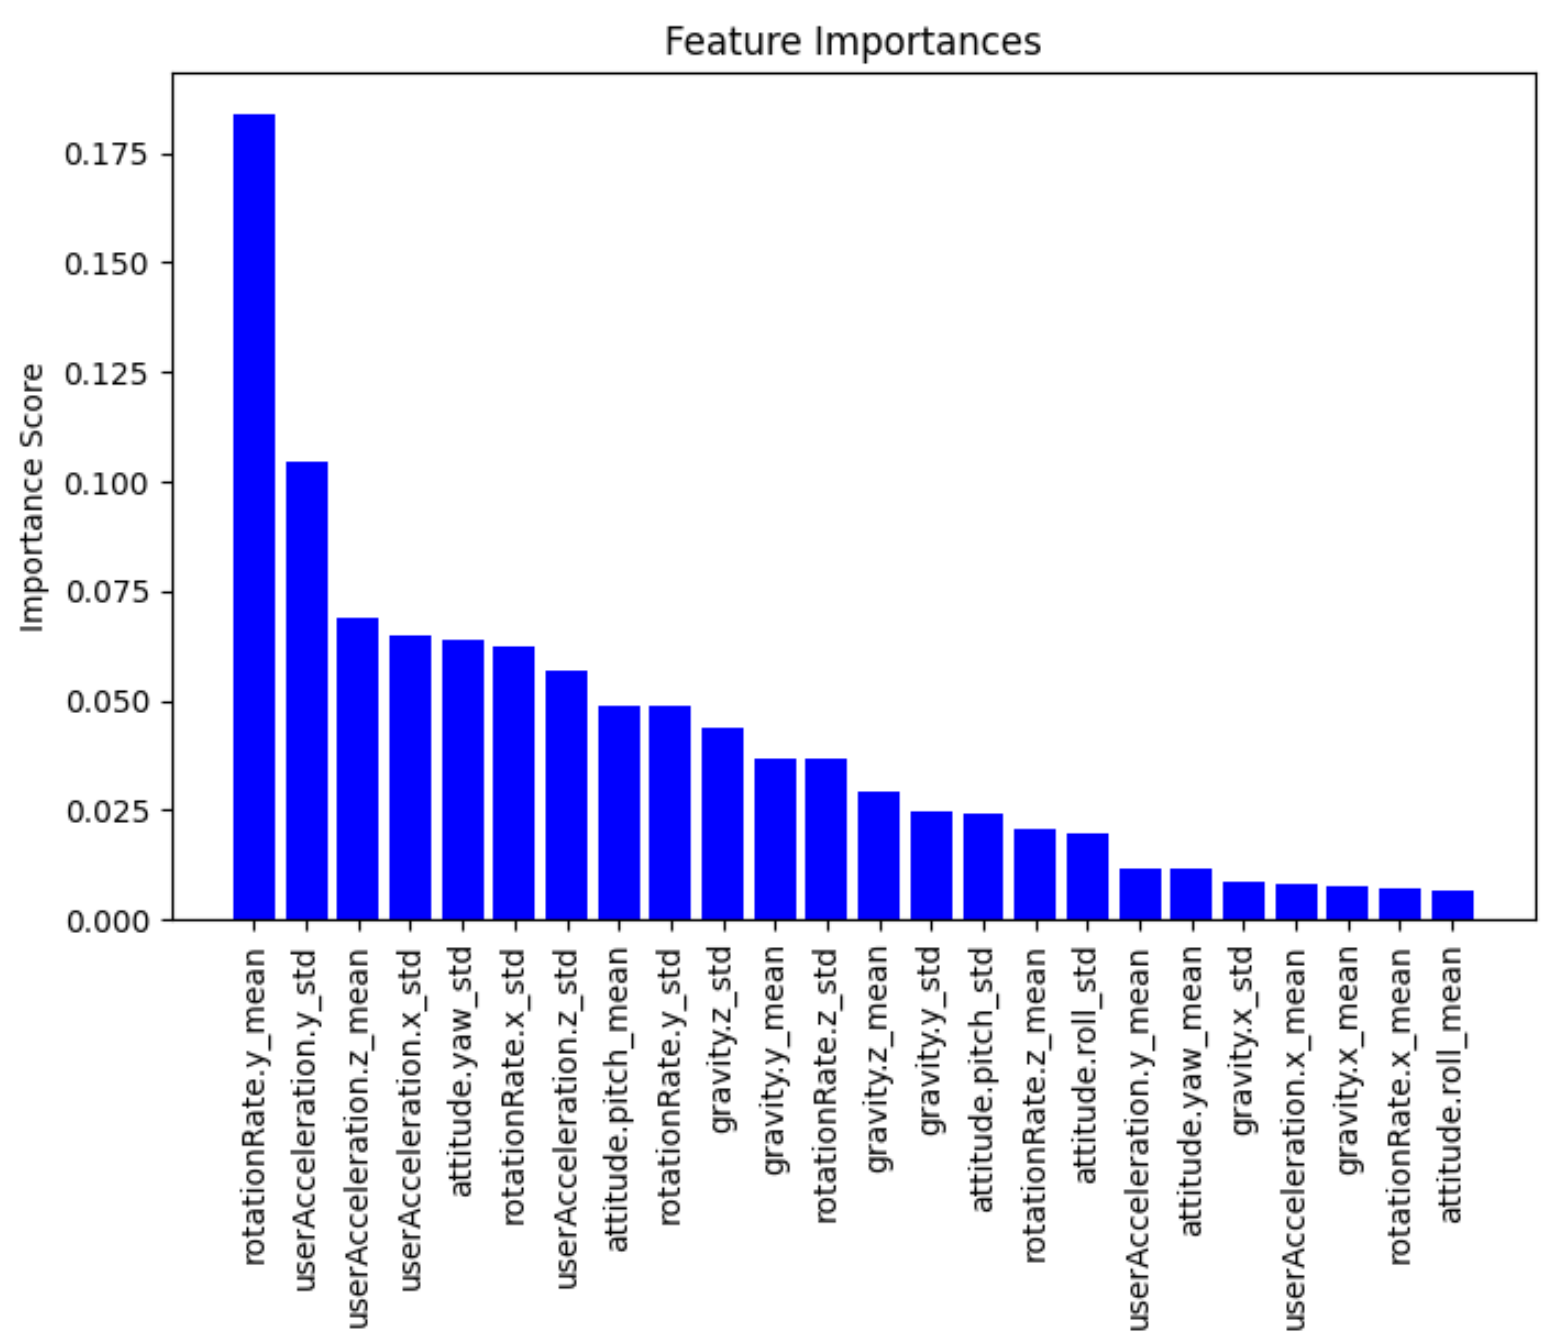 Feature Importances
Importance Score
0.175
0.150
0.125
0.100
0.075
0.050
0.025
0.000
rotationRate.y_mean
userAcceleration.y_std
userAcceleration.z_mean
userAcceleration.x_std
attitude.yaw_std
rotationRate.x_std
userAcceleration.z_std
attitude.pitch_mean
rotationRate.y_std
gravity.z_std
gravity.y_mean
rotationRate.z_std
gravity.z_mean
gravity.y_std
attitude.pitch_std
rotationRate.z_mean
attitude.roll_std
userAcceleration.y_mean
attitude.yaw_mean
gravity.x_std
userAcceleration.x_mean
gravity.x_mean
rotationRate.x_mean
attitude.roll_mean